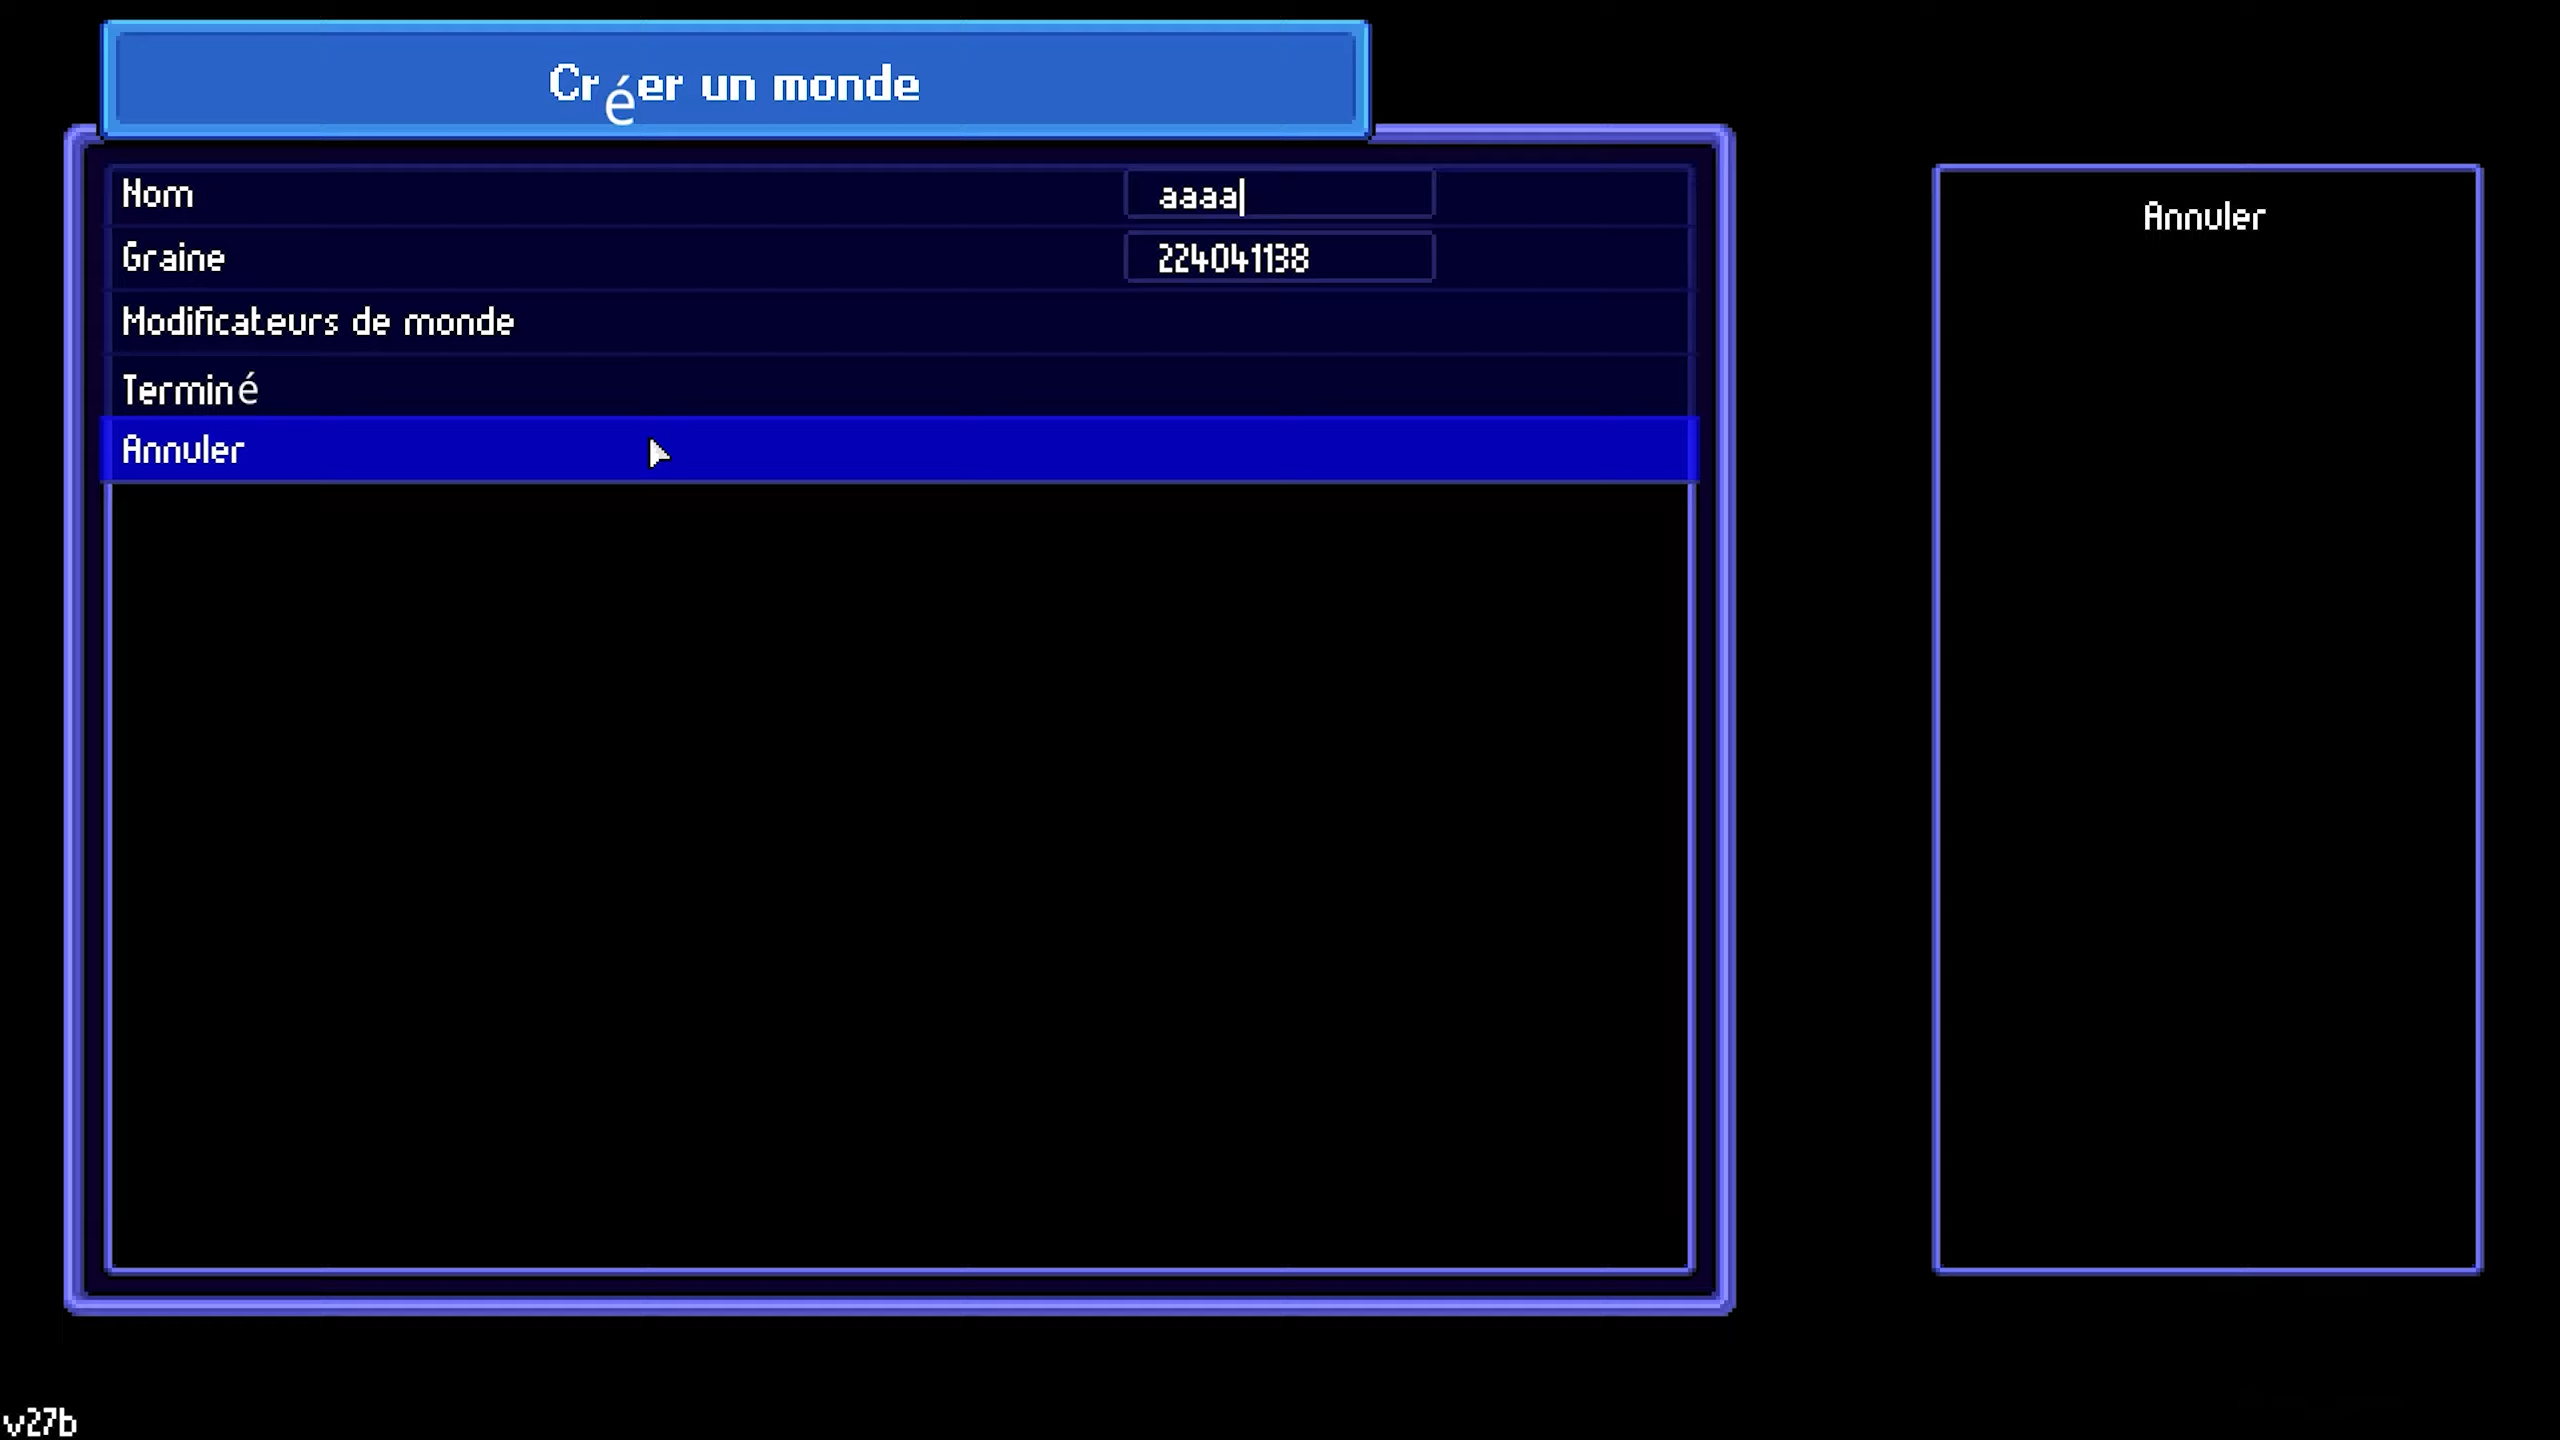 Créer un monde
Nom aaaa
Graine 224041138
Modificateurs de monde
Terminé
Annuler
Annuler
v27b